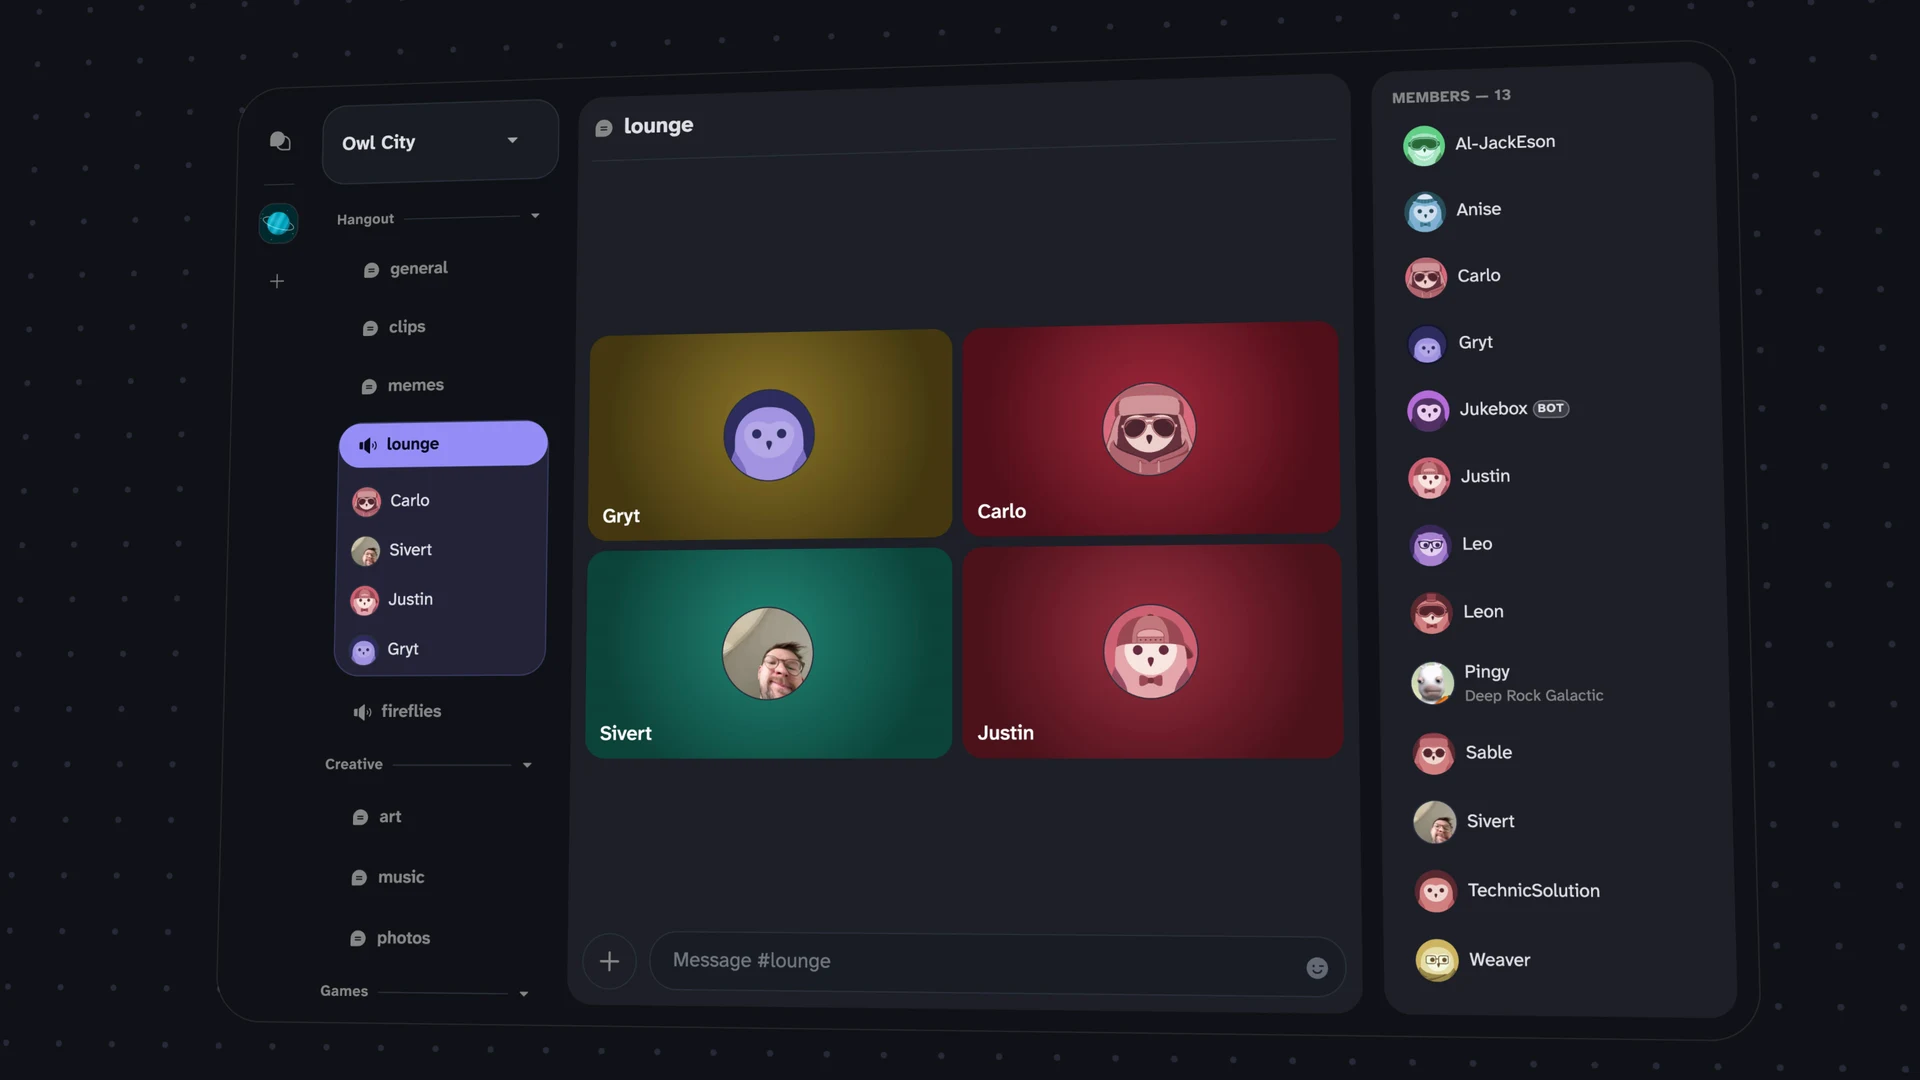 Owl City
Hangout
general
clips
memes
lounge
Carlo
Sivert
Justin
Gryt
fireflies
Creative
art
music
photos
Games
lounge
Gryt
Carlo
Sivert
Justin
Message #lounge
MEMBERS — 13
Al-JackEson
Anise
Carlo
Gryt
Jukebox BOT
Justin
Leo
Leon
Pingy
Deep Rock Galactic
Sable
Sivert
TechnicSolution
Weaver